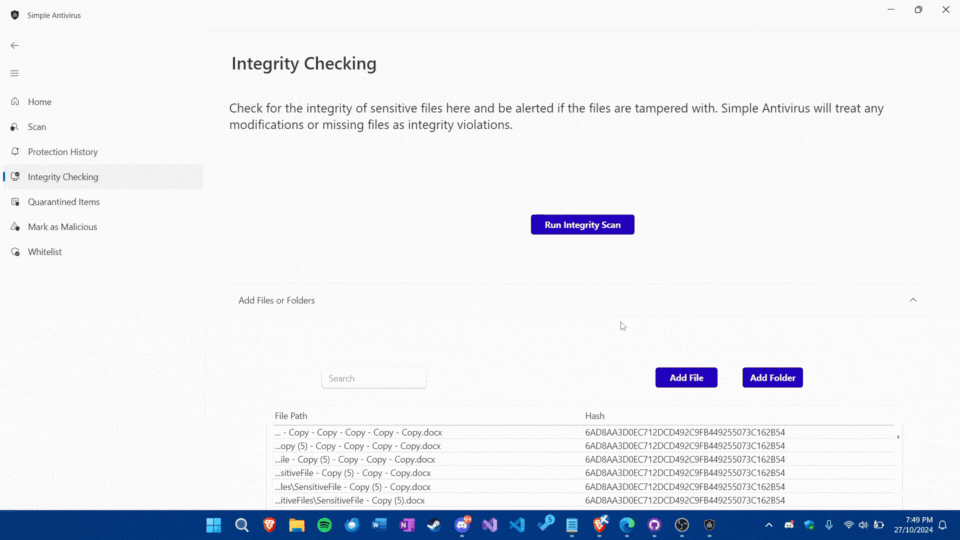 Simple Antivirus
Home
Scan
Protection History
Integrity Checking
Quarantined Items
Mark as Malicious
Whitelist
Integrity Checking
Check for the integrity of sensitive files here and be alerted if the files are tampered with. Simple Antivirus will treat any
modifications or missing files as integrity violations.
Run Integrity Scan
Add Files or Folders
Search
Add File
Add Folder
File Path Hash
... - Copy - Copy - Copy - Copy - Copy.docx 6AD8AA3D0EC712DCD492C9FB449255073C162B54
...opy (5) - Copy - Copy - Copy - Copy.docx 6AD8AA3D0EC712DCD492C9FB449255073C162B54
...ile - Copy (5) - Copy - Copy - Copy.docx 6AD8AA3D0EC712DCD492C9FB449255073C162B54
...sitiveFile - Copy (5) - Copy - Copy.docx 6AD8AA3D0EC712DCD492C9FB449255073C162B54
...les\SensitiveFile - Copy (5) - Copy.docx 6AD8AA3D0EC712DCD492C9FB449255073C162B54
...itiveFiles\SensitiveFile - Copy (5).docx 6AD8AA3D0EC712DCD492C9FB449255073C162B54
7:49 PM
27/10/2024